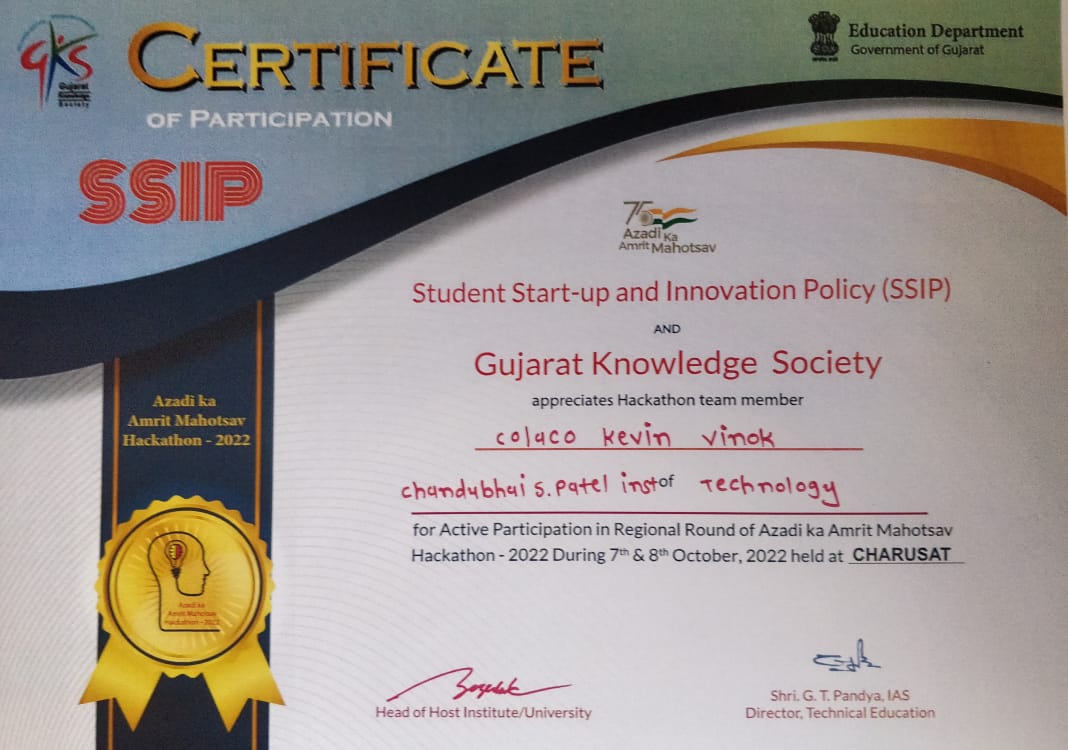 GKS
Gujarat
Knowledge
Society
CERTIFICATE
OF PARTICIPATION
Education Department
Government of Gujarat
SSIP
75
Azadi Ka
Amrit Mahotsav
Student Start-up and Innovation Policy (SSIP)
AND
Gujarat Knowledge Society
appreciates Hackathon team member
colaco kevin vinok
chandubhai s. patel inst of Technology
for Active Participation in Regional Round of Azadi ka Amrit Mahotsav
Hackathon - 2022 During 7th & 8th October, 2022 held at CHARUSAT
Azadi ka
Amrit Mahotsav
Hackathon - 2022
Azadi ka
Amrit Mahotsav
Hackathon - 2022
Head of Host Institute/University
Shri. G. T. Pandya, IAS
Director, Technical Education